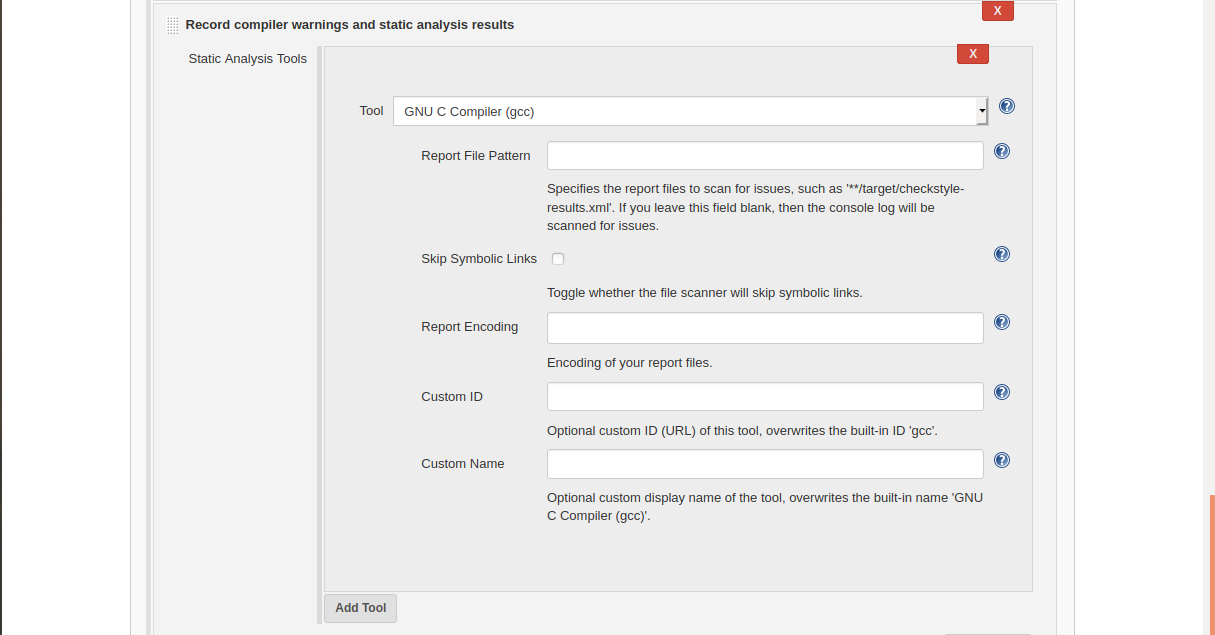 X
Record compiler warnings and static analysis results
Static Analysis Tools
X
Tool
GNU C Compiler (gcc)
?
Report File Pattern
?
Specifies the report files to scan for issues, such as '**/target/checkstyle-
results.xml'. If you leave this field blank, then the console log will be
scanned for issues.
Skip Symbolic Links
?
Toggle whether the file scanner will skip symbolic links.
Report Encoding
?
Encoding of your report files.
Custom ID
?
Optional custom ID (URL) of this tool, overwrites the built-in ID 'gcc'.
Custom Name
?
Optional custom display name of the tool, overwrites the built-in name 'GNU
C Compiler (gcc)'.
Add Tool